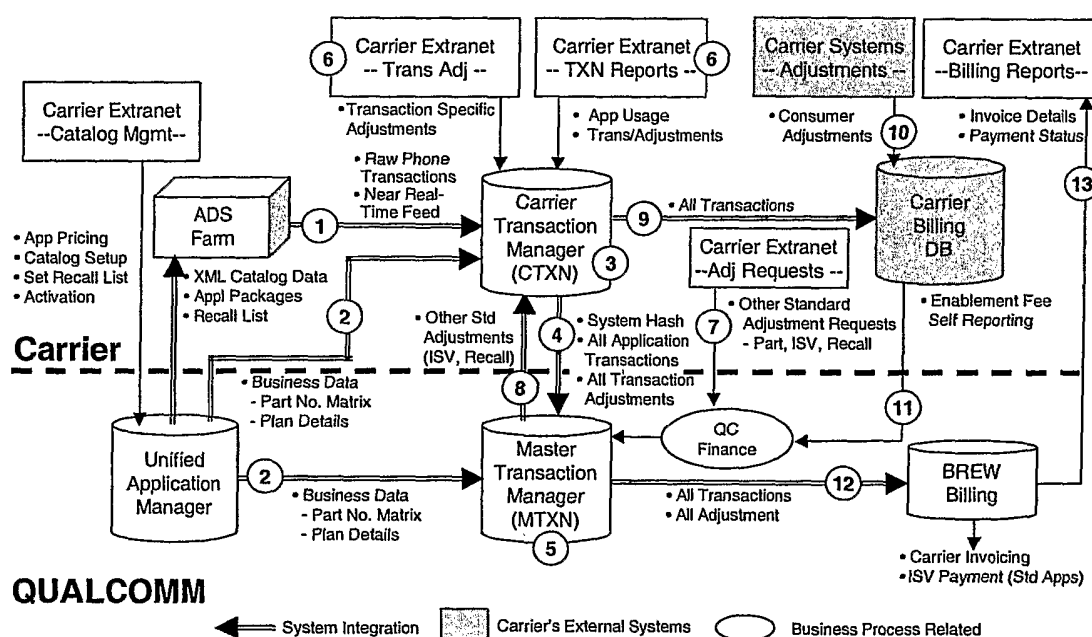 Carrier Extranet
-- Trans Adj --
6
Carrier Extranet
-- TXN Reports --
6
Carrier Systems
-- Adjustments --
Carrier Extranet
--Billing Reports--
Carrier Extranet
--Catalog Mgmt--
• Transaction Specific
Adjustments
• App Usage
• Trans/Adjustments
• Consumer
Adjustments
10
• Invoice Details
• Payment Status
13
• Raw Phone
Transactions
• Near Real-
Time Feed
ADS
Farm
1
Carrier
Transaction
Manager
(CTXN)
3
9
• All Transactions
Carrier
Billing
DB
• App Pricing
• Catalog Setup
• Set Recall List
• Activation
• XML Catalog Data
• Appl Packages
• Recall List
2
Carrier Extranet
--Adj Requests --
• Other Std
Adjustments
(ISV, Recall)
4
• System Hash
• All Application
Transactions
• All Transaction
Adjustments
7
• Other Standard
Adjustment Requests
- Part, ISV, Recall
• Enablement Fee
Self Reporting
Carrier
• Business Data
- Part No. Matrix
- Plan Details
8
11
Unified
Application
Manager
2
• Business Data
- Part No. Matrix
- Plan Details
Master
Transaction
Manager
(MTXN)
5
QC
Finance
12
• All Transactions
• All Adjustment
BREW
Billing
• Carrier Invoicing
• ISV Payment (Std Apps)
QUALCOMM
System Integration
Carrier's External Systems
Business Process Related